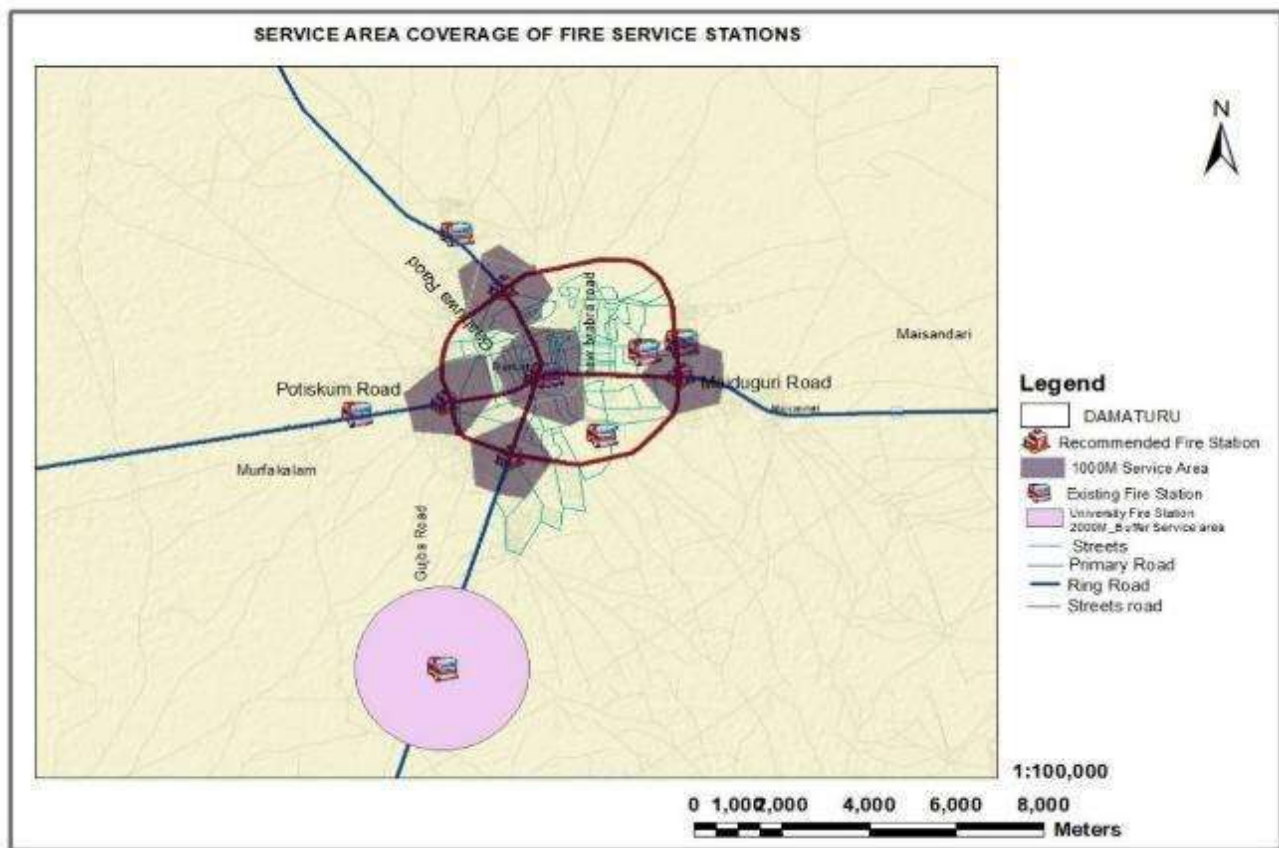 SERVICE AREA COVERAGE OF FIRE SERVICE STATIONS
N
Maisandari
Potiskum Road
Maiduguri Road
Murfakalam
Gujba Road
Legend
DAMATURU
Recommended Fire Station
1000M Service Area
Existing Fire Station
University Fire Station
2000M_Buffer Service area
Streets
Primary Road
Ring Road
Streets road
1:100,000
0 1,000 2,000 4,000 6,000 8,000
Meters